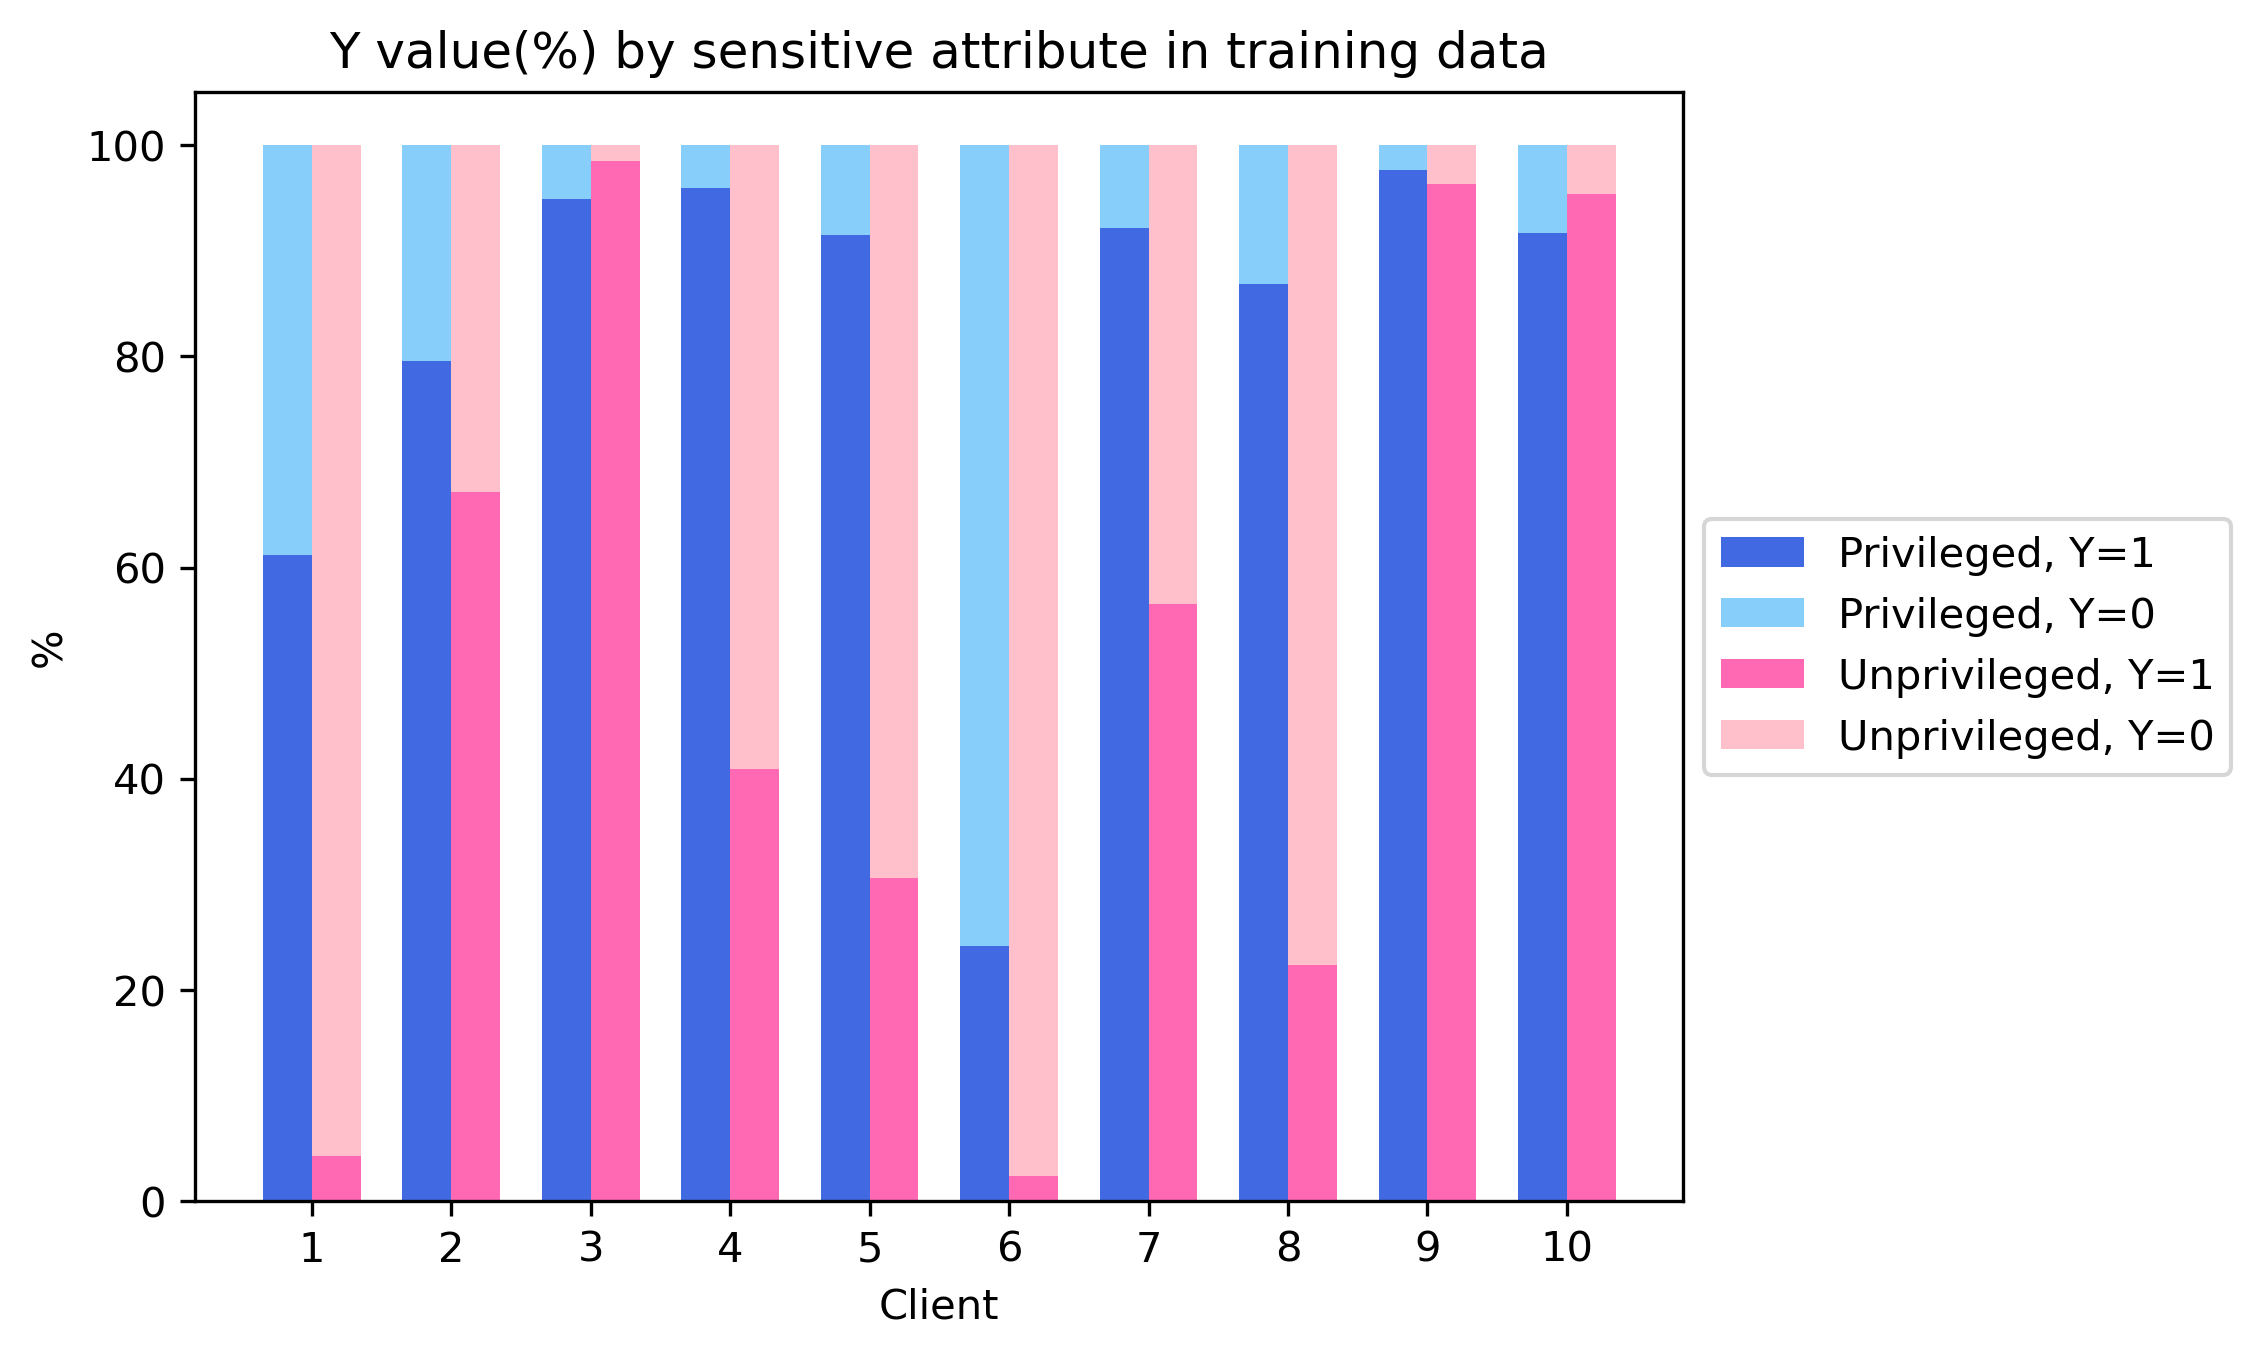 Y value(%) by sensitive attribute in training data
100
80
60
40
20
0
%
1 2 3 4 5 6 7 8 9 10
Client
Privileged, Y=1
Privileged, Y=0
Unprivileged, Y=1
Unprivileged, Y=0